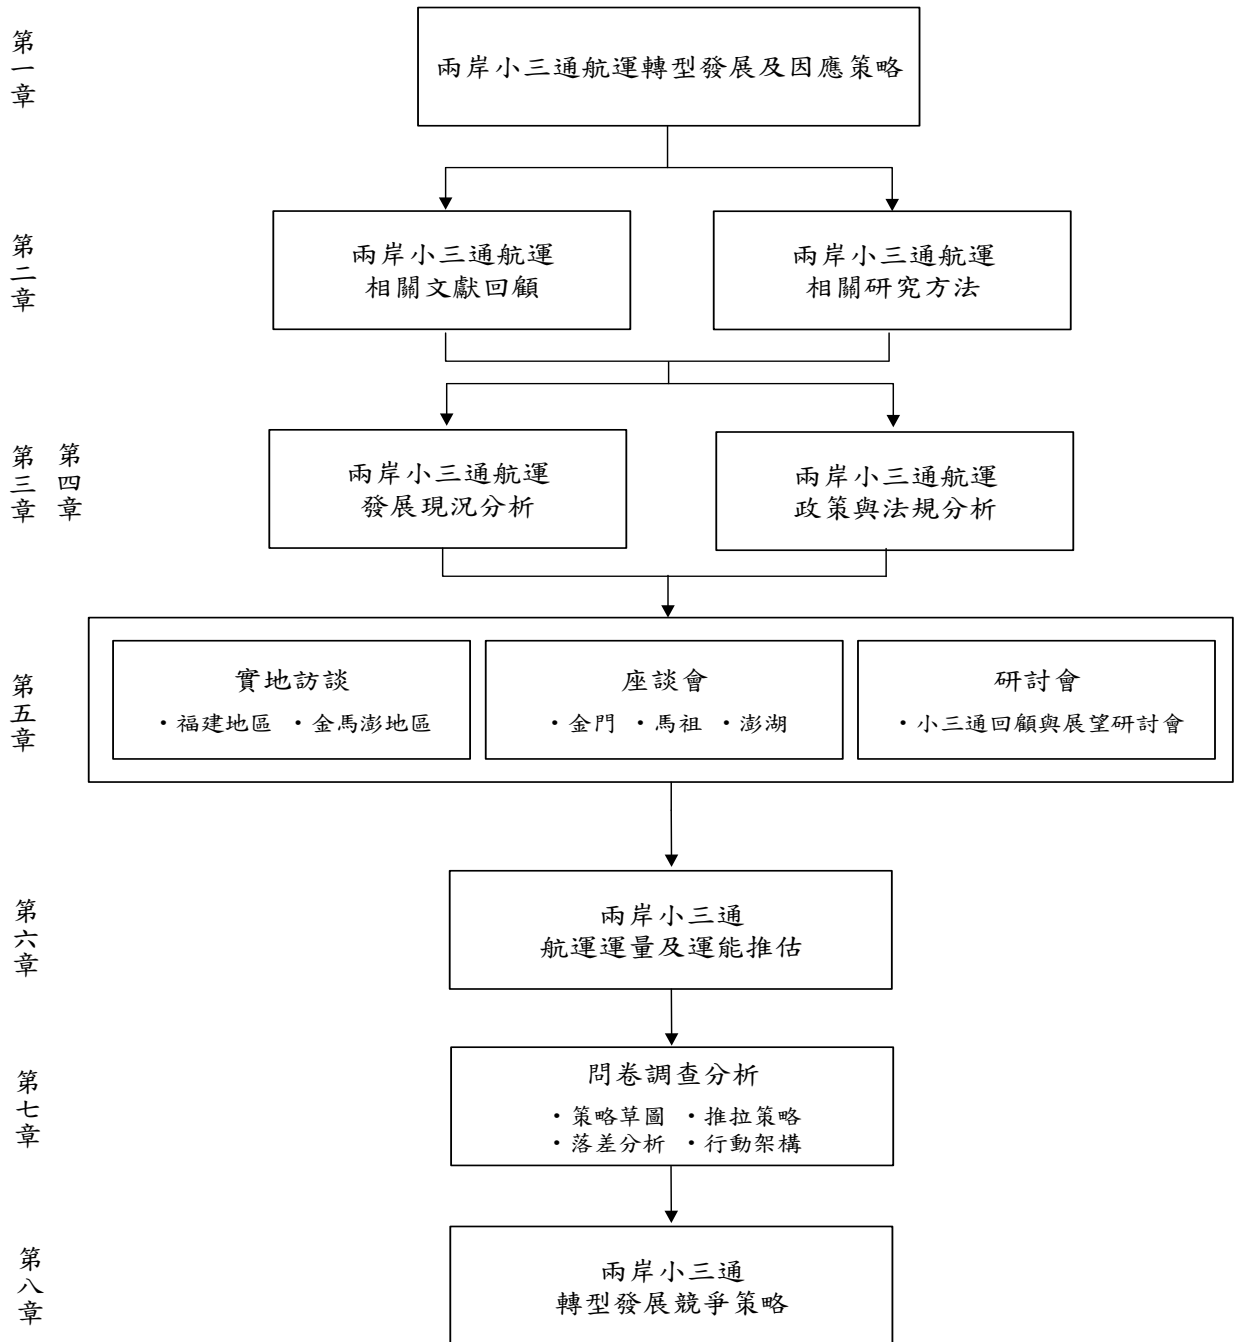 第一章
兩岸小三通航運轉型發展及因應策略
第二章
兩岸小三通航運
相關文獻回顧
兩岸小三通航運
相關研究方法
第三章
第四章
兩岸小三通航運
發展現況分析
兩岸小三通航運
政策與法規分析
第五章
實地訪談
・福建地區 ・金馬澎地區
座談會
・金門 ・馬祖 ・澎湖
研討會
・小三通回顧與展望研討會
第六章
兩岸小三通
航運運量及運能推估
第七章
問卷調查分析
・策略草圖 ・推拉策略
・落差分析 ・行動架構
第八章
兩岸小三通
轉型發展競爭策略